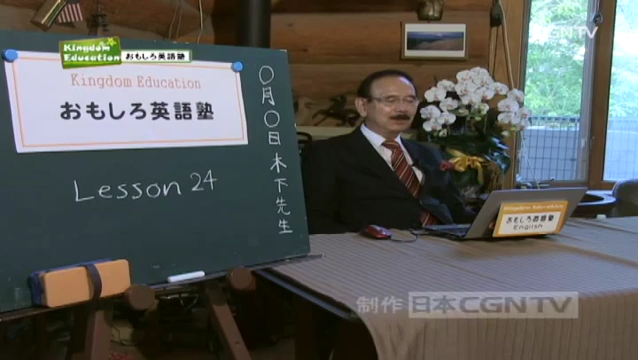 Kingdom
Education
おもしろ英語塾
CGNTV
Kingdom Education
おもしろ英語塾
〇月〇日木下先生
Lesson 24
おもしろ英語塾
English
制作 日本CGNTV